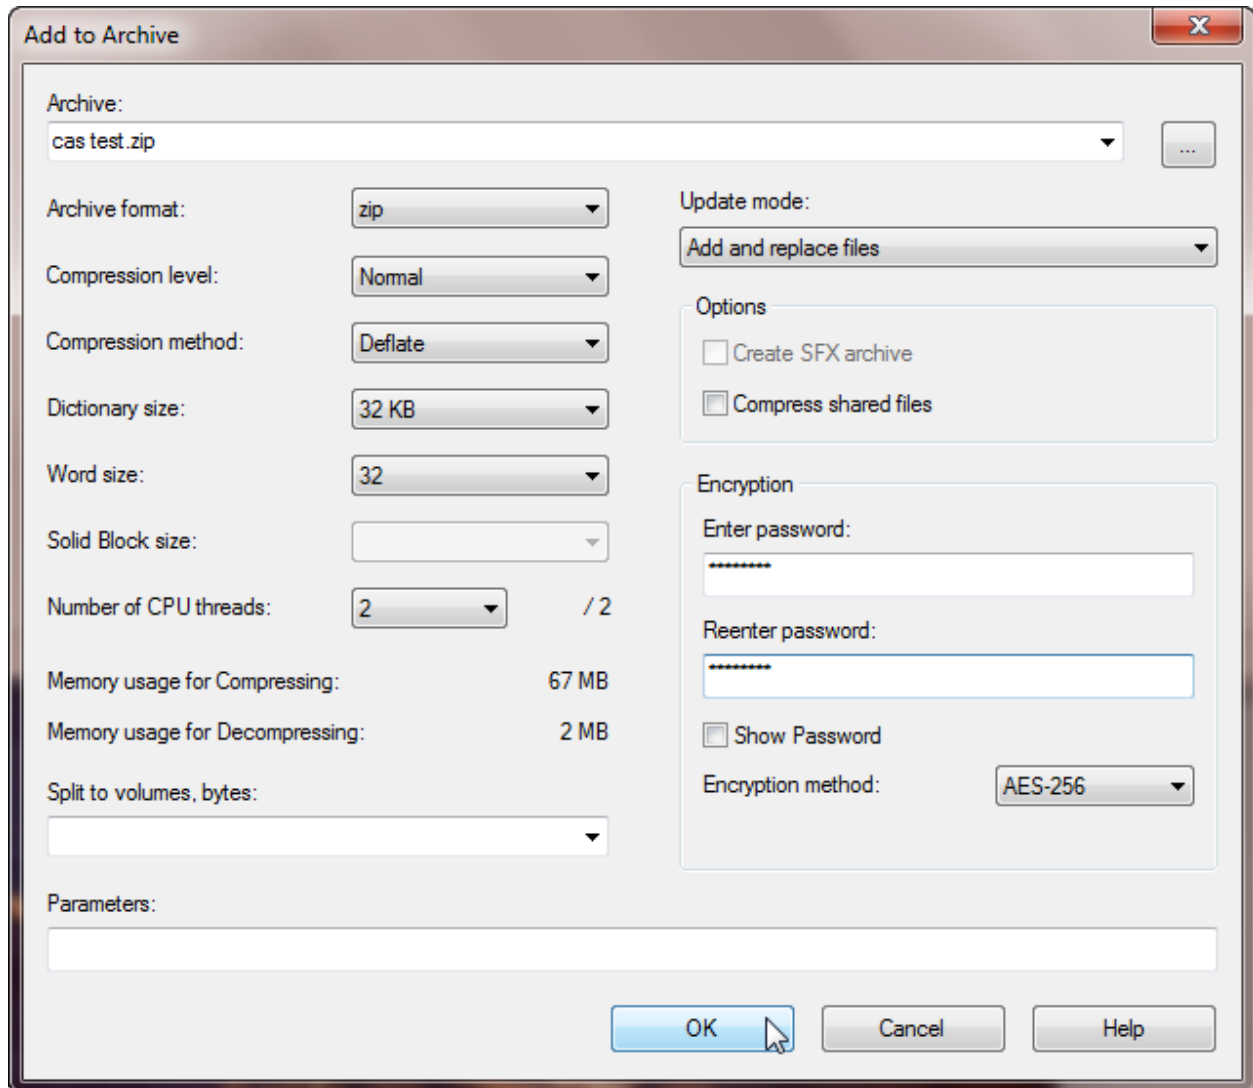 Add to Archive
Archive:
cas test.zip
...
Archive format:
zip
Compression level:
Normal
Compression method:
Deflate
Dictionary size:
32 KB
Word size:
32
Solid Block size:
Number of CPU threads:
2
/ 2
Memory usage for Compressing:
67 MB
Memory usage for Decompressing:
2 MB
Split to volumes, bytes:
Update mode:
Add and replace files
Options
Create SFX archive
Compress shared files
Encryption
Enter password:
********
Reenter password:
********
Show Password
Encryption method:
AES-256
Parameters:
OK
Cancel
Help